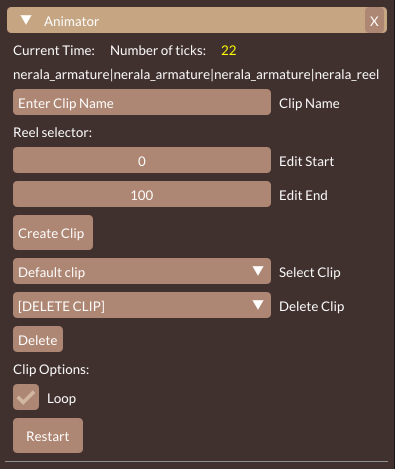 Animator X
Current Time: Number of ticks: 22
nerala_armature|nerala_armature|nerala_armature|nerala_reel
Enter Clip Name Clip Name
Reel selector:
0 Edit Start
100 Edit End
Create Clip
Default clip Select Clip
[DELETE CLIP] Delete Clip
Delete
Clip Options:
Loop
Restart